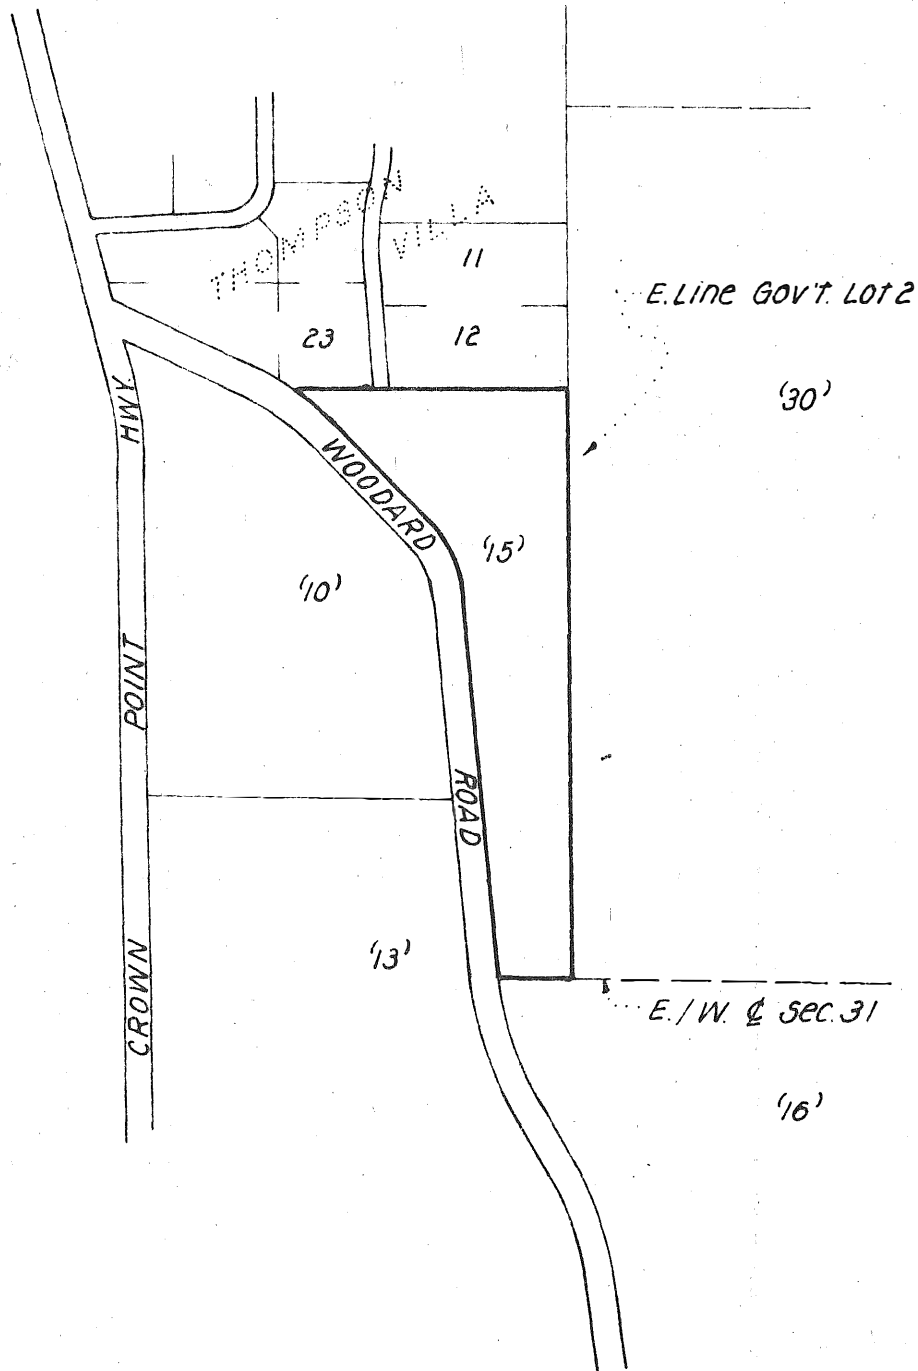 THOMPSON
VILLA
11
E. Line GOV'T. LOT 2
23
12
'30'
HWY.
WOODARD
'15'
'10'
POINT
ROAD
'13'
CROWN
E./W. ℄ Sec. 31
'16'